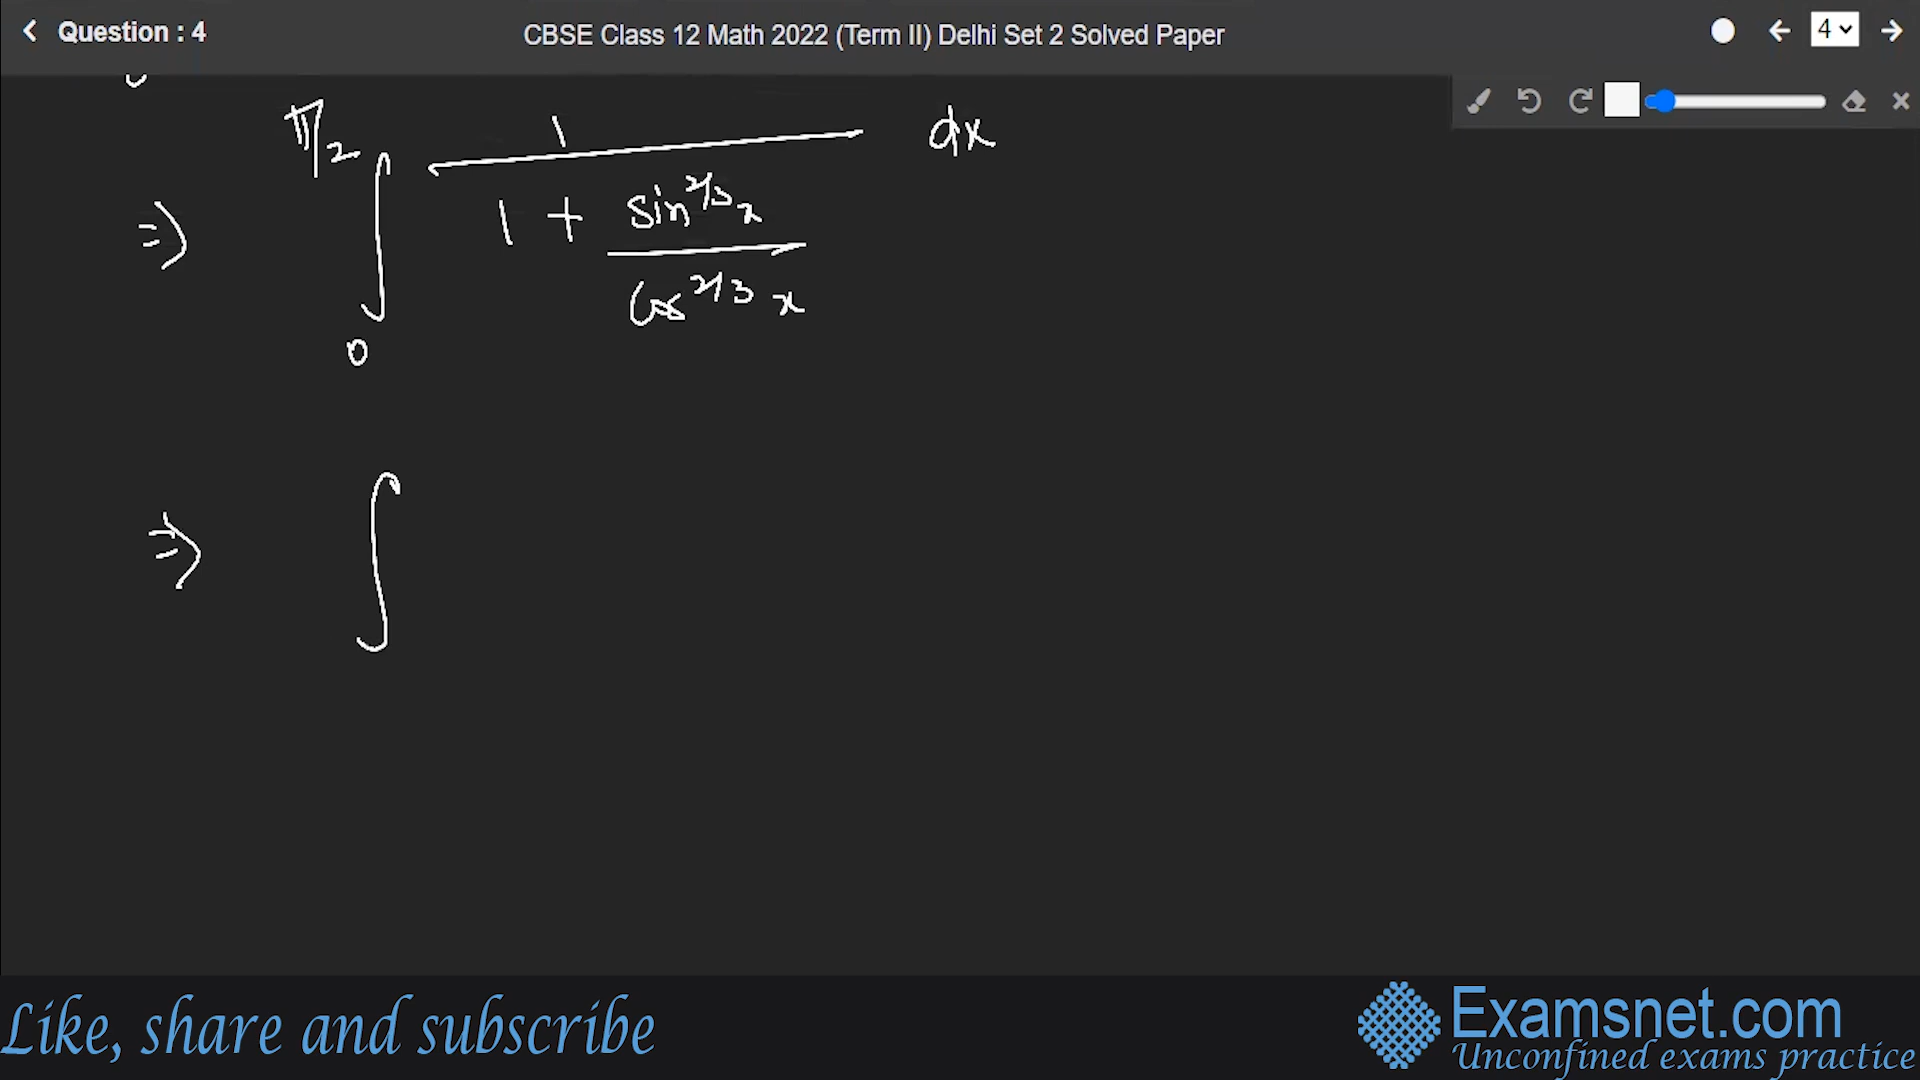 Question : 4
CBSE Class 12 Math 2022 (Term II) Delhi Set 2 Solved Paper
4
⇒ ∫ π/2 0 1 / (1 + sin^2/3 x / cos^2/3 x) dx
⇒ ∫
Like, share and subscribe
Examsnet.com
Unconfined exams practice